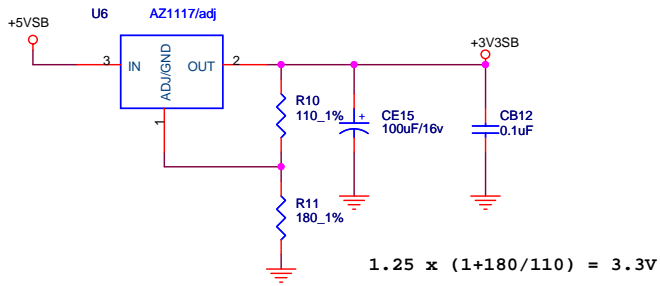 U6 AZ1117/adj
+5VSB
+3V3SB
3 IN OUT 2
ADJ/GND
1
R10
110_1%
CE15
100uF/16v
+
CB12
0.1uF
R11
180_1%
1.25 x (1+180/110) = 3.3V